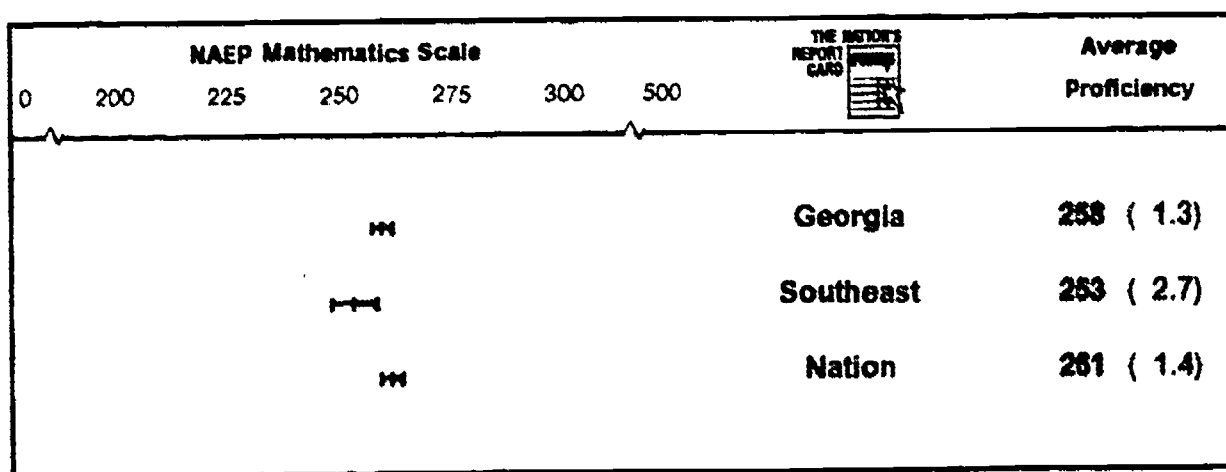 NAEP Mathematics Scale
0 200 225 250 275 300 500
THE NATION'S
REPORT
CARD
Average
Proficiency
Georgia 258 ( 1.3)
Southeast 253 ( 2.7)
Nation 261 ( 1.4)